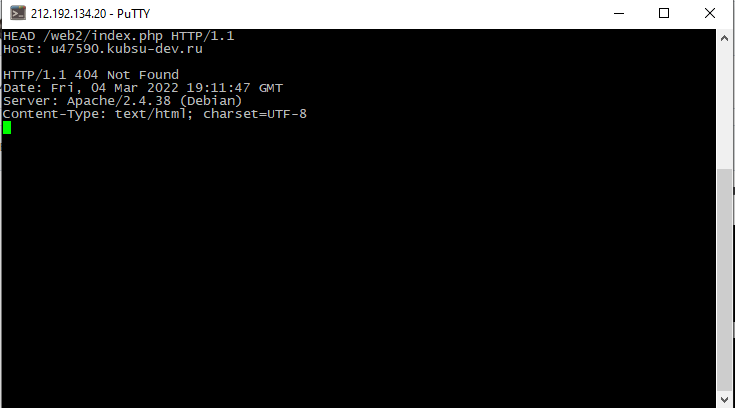 212.192.134.20 - PuTTY
HEAD /web2/index.php HTTP/1.1
Host: u47590.kubsu-dev.ru
HTTP/1.1 404 Not Found
Date: Fri, 04 Mar 2022 19:11:47 GMT
Server: Apache/2.4.38 (Debian)
Content-Type: text/html; charset=UTF-8